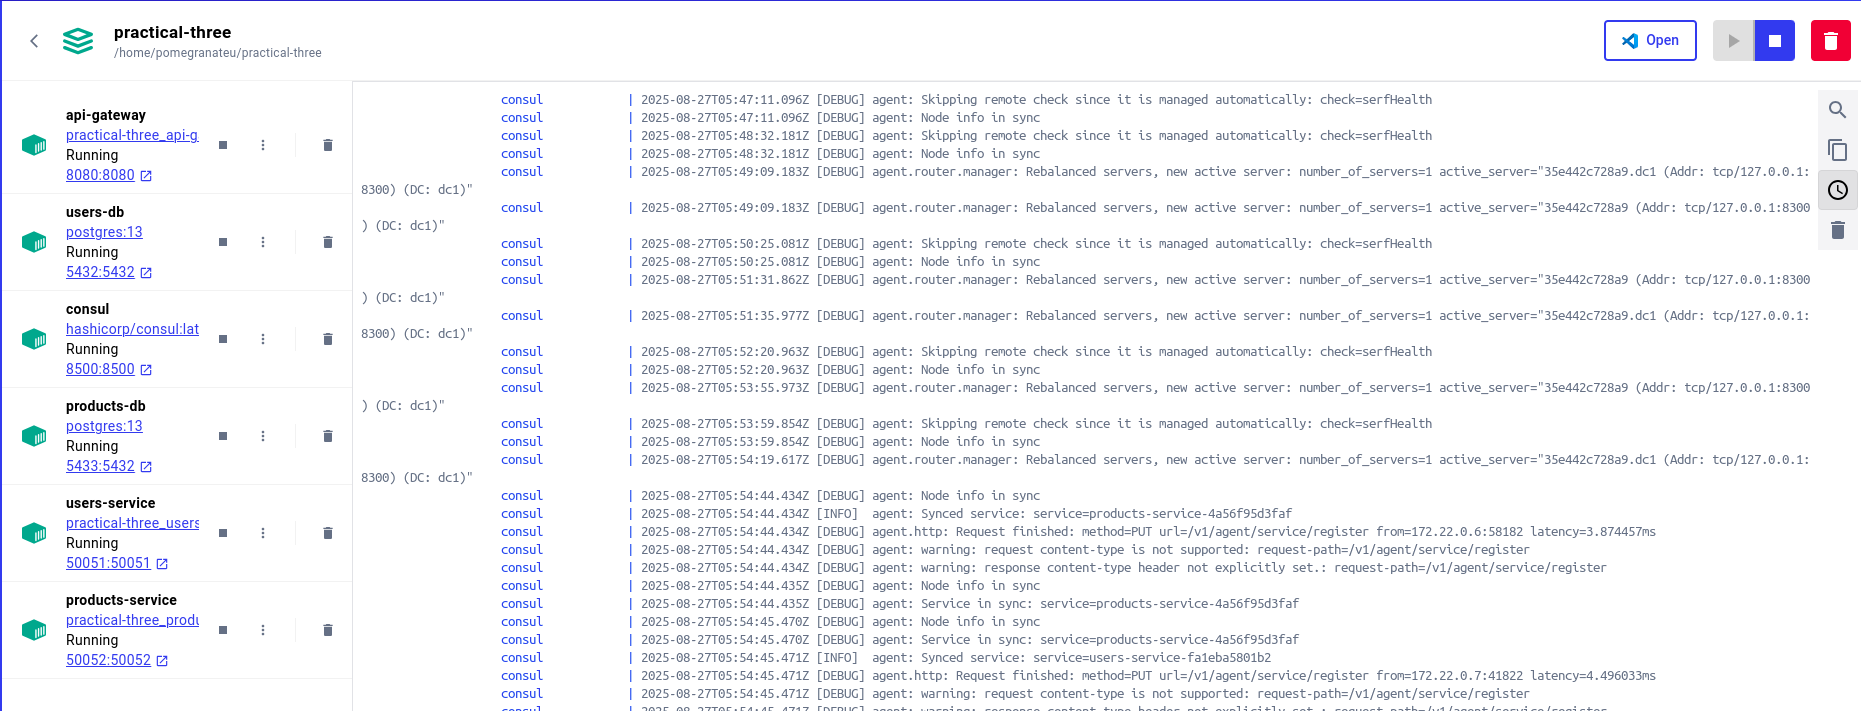 practical-three
/home/pomegranateu/practical-three
Open
api-gateway
practical-three_api-g
Running
8080:8080
users-db
postgres:13
Running
5432:5432
consul
hashicorp/consul:lat
Running
8500:8500
products-db
postgres:13
Running
5433:5432
users-service
practical-three_users
Running
50051:50051
products-service
practical-three_produ
Running
50052:50052
consul | 2025-08-27T05:47:11.096Z [DEBUG] agent: Skipping remote check since it is managed automatically: check=serfHealth
consul | 2025-08-27T05:47:11.096Z [DEBUG] agent: Node info in sync
consul | 2025-08-27T05:48:32.181Z [DEBUG] agent: Skipping remote check since it is managed automatically: check=serfHealth
consul | 2025-08-27T05:48:32.181Z [DEBUG] agent: Node info in sync
consul | 2025-08-27T05:49:09.183Z [DEBUG] agent.router.manager: Rebalanced servers, new active server: number_of_servers=1 active_server="35e442c728a9.dc1 (Addr: tcp/127.0.0.1:
8300) (DC: dc1)"
consul | 2025-08-27T05:49:09.183Z [DEBUG] agent.router.manager: Rebalanced servers, new active server: number_of_servers=1 active_server="35e442c728a9 (Addr: tcp/127.0.0.1:8300
) (DC: dc1)"
consul | 2025-08-27T05:50:25.081Z [DEBUG] agent: Skipping remote check since it is managed automatically: check=serfHealth
consul | 2025-08-27T05:50:25.081Z [DEBUG] agent: Node info in sync
consul | 2025-08-27T05:51:31.862Z [DEBUG] agent.router.manager: Rebalanced servers, new active server: number_of_servers=1 active_server="35e442c728a9 (Addr: tcp/127.0.0.1:8300
) (DC: dc1)"
consul | 2025-08-27T05:51:35.977Z [DEBUG] agent.router.manager: Rebalanced servers, new active server: number_of_servers=1 active_server="35e442c728a9.dc1 (Addr: tcp/127.0.0.1:
8300) (DC: dc1)"
consul | 2025-08-27T05:52:20.963Z [DEBUG] agent: Skipping remote check since it is managed automatically: check=serfHealth
consul | 2025-08-27T05:52:20.963Z [DEBUG] agent: Node info in sync
consul | 2025-08-27T05:53:55.973Z [DEBUG] agent.router.manager: Rebalanced servers, new active server: number_of_servers=1 active_server="35e442c728a9 (Addr: tcp/127.0.0.1:8300
) (DC: dc1)"
consul | 2025-08-27T05:53:59.854Z [DEBUG] agent: Skipping remote check since it is managed automatically: check=serfHealth
consul | 2025-08-27T05:53:59.854Z [DEBUG] agent: Node info in sync
consul | 2025-08-27T05:54:19.617Z [DEBUG] agent.router.manager: Rebalanced servers, new active server: number_of_servers=1 active_server="35e442c728a9.dc1 (Addr: tcp/127.0.0.1:
8300) (DC: dc1)"
consul | 2025-08-27T05:54:44.434Z [DEBUG] agent: Node info in sync
consul | 2025-08-27T05:54:44.434Z [INFO]  agent: Synced service: service=products-service-4a56f95d3faf
consul | 2025-08-27T05:54:44.434Z [DEBUG] agent.http: Request finished: method=PUT url=/v1/agent/service/register from=172.22.0.6:58182 latency=3.874457ms
consul | 2025-08-27T05:54:44.434Z [DEBUG] agent: warning: request content-type is not supported: request-path=/v1/agent/service/register
consul | 2025-08-27T05:54:44.434Z [DEBUG] agent: warning: response content-type header not explicitly set.: request-path=/v1/agent/service/register
consul | 2025-08-27T05:54:44.435Z [DEBUG] agent: Node info in sync
consul | 2025-08-27T05:54:44.435Z [DEBUG] agent: Service in sync: service=products-service-4a56f95d3faf
consul | 2025-08-27T05:54:45.470Z [DEBUG] agent: Node info in sync
consul | 2025-08-27T05:54:45.470Z [DEBUG] agent: Service in sync: service=products-service-4a56f95d3faf
consul | 2025-08-27T05:54:45.471Z [INFO]  agent: Synced service: service=users-service-fa1eba5801b2
consul | 2025-08-27T05:54:45.471Z [DEBUG] agent.http: Request finished: method=PUT url=/v1/agent/service/register from=172.22.0.7:41822 latency=4.496033ms
consul | 2025-08-27T05:54:45.471Z [DEBUG] agent: warning: request content-type is not supported: request-path=/v1/agent/service/register
consul | 2025-08-27T05:54:45.471Z [DEBUG] agent: warning: response content-type header not explicitly set.: request-path=/v1/agent/service/register